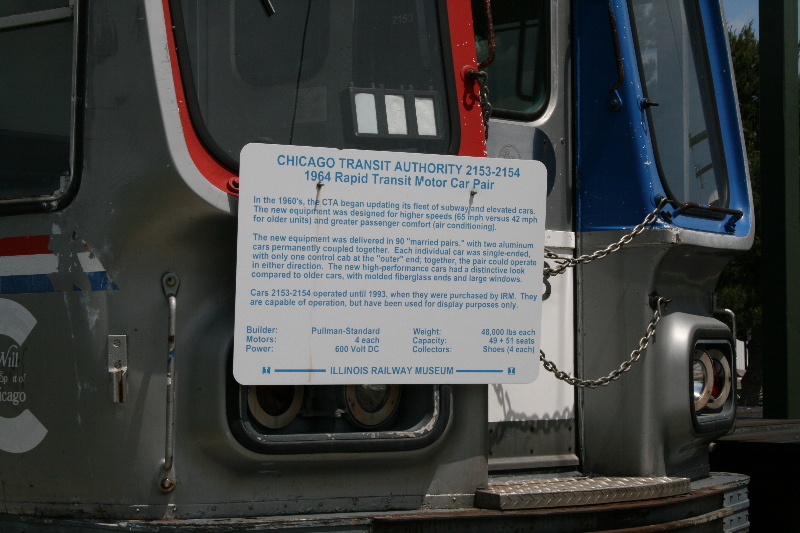 2153
CHICAGO TRANSIT AUTHORITY 2153-2154
1964 Rapid Transit Motor Car Pair
In the 1960's, the CTA began updating its fleet of subway and elevated cars.
The new equipment was designed for higher speeds (65 mph versus 42 mph
for older units) and greater passenger comfort (air conditioning).
The new equipment was delivered in 90 "married pairs," with two aluminum
cars permanently coupled together. Each individual car was single-ended,
with only one control cab at the "outer" end; together, the pair could operate
in either direction. The new high-performance cars had a distinctive look
compared to older cars, with molded fiberglass ends and large windows.
Cars 2153-2154 operated until 1993, when they were purchased by IRM. They
are capable of operation, but have been used for display purposes only.
Builder: Pullman-Standard Weight: 48,000 lbs each
Motors: 4 each Capacity: 49 + 51 seats
Power: 600 Volt DC Collectors: Shoes (4 each)
ILLINOIS RAILWAY MUSEUM
Will